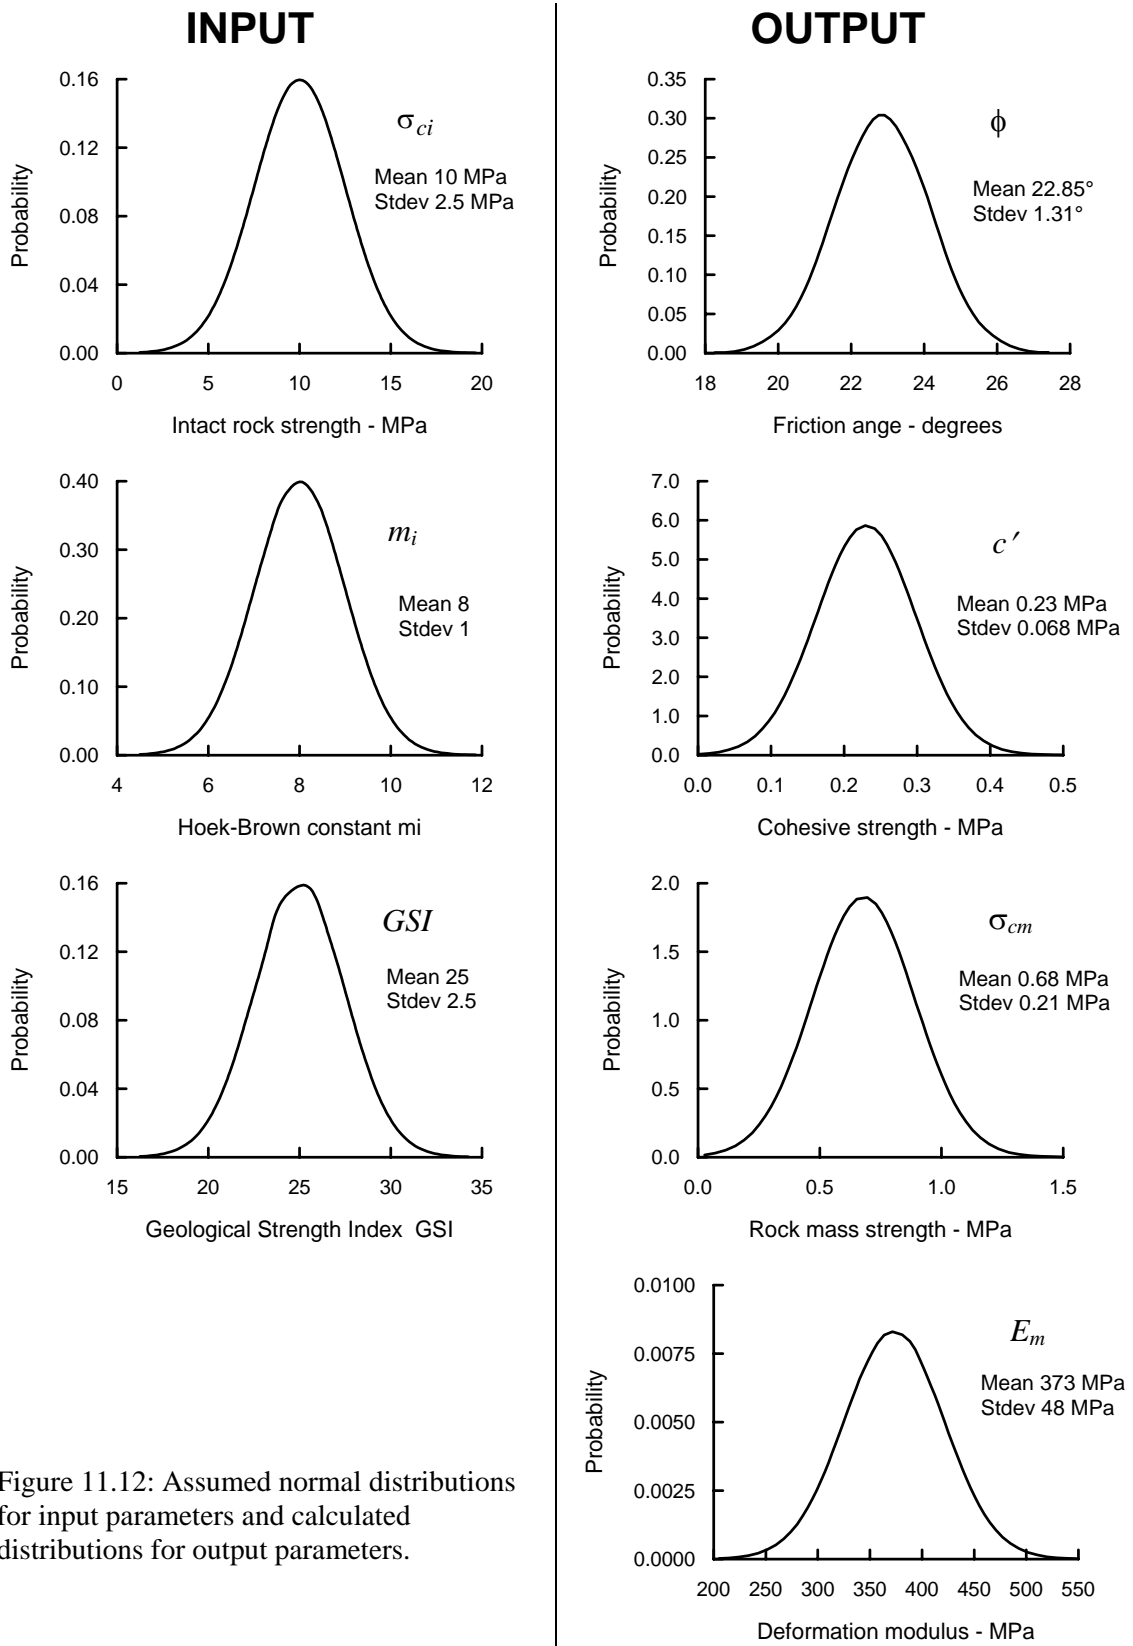 INPUT
0.16
0.12
0.08
0.04
0.00
Probability
σci
Mean 10 MPa
Stdev 2.5 MPa
0 5 10 15 20
Intact rock strength - MPa
0.40
0.30
0.20
0.10
0.00
Probability
mi
Mean 8
Stdev 1
4 6 8 10 12
Hoek-Brown constant mi
0.16
0.12
0.08
0.04
0.00
Probability
GSI
Mean 25
Stdev 2.5
15 20 25 30 35
Geological Strength Index GSI
Figure 11.12: Assumed normal distributions
for input parameters and calculated
distributions for output parameters.
OUTPUT
0.35
0.30
0.25
0.20
0.15
0.10
0.05
0.00
Probability
ϕ
Mean 22.85°
Stdev 1.31°
18 20 22 24 26 28
Friction ange - degrees
7.0
6.0
5.0
4.0
3.0
2.0
1.0
0.0
Probability
c′
Mean 0.23 MPa
Stdev 0.068 MPa
0.0 0.1 0.2 0.3 0.4 0.5
Cohesive strength - MPa
2.0
1.5
1.0
0.5
0.0
Probability
σcm
Mean 0.68 MPa
Stdev 0.21 MPa
0.0 0.5 1.0 1.5
Rock mass strength - MPa
0.0100
0.0075
0.0050
0.0025
0.0000
Probability
Em
Mean 373 MPa
Stdev 48 MPa
200 250 300 350 400 450 500 550
Deformation modulus - MPa